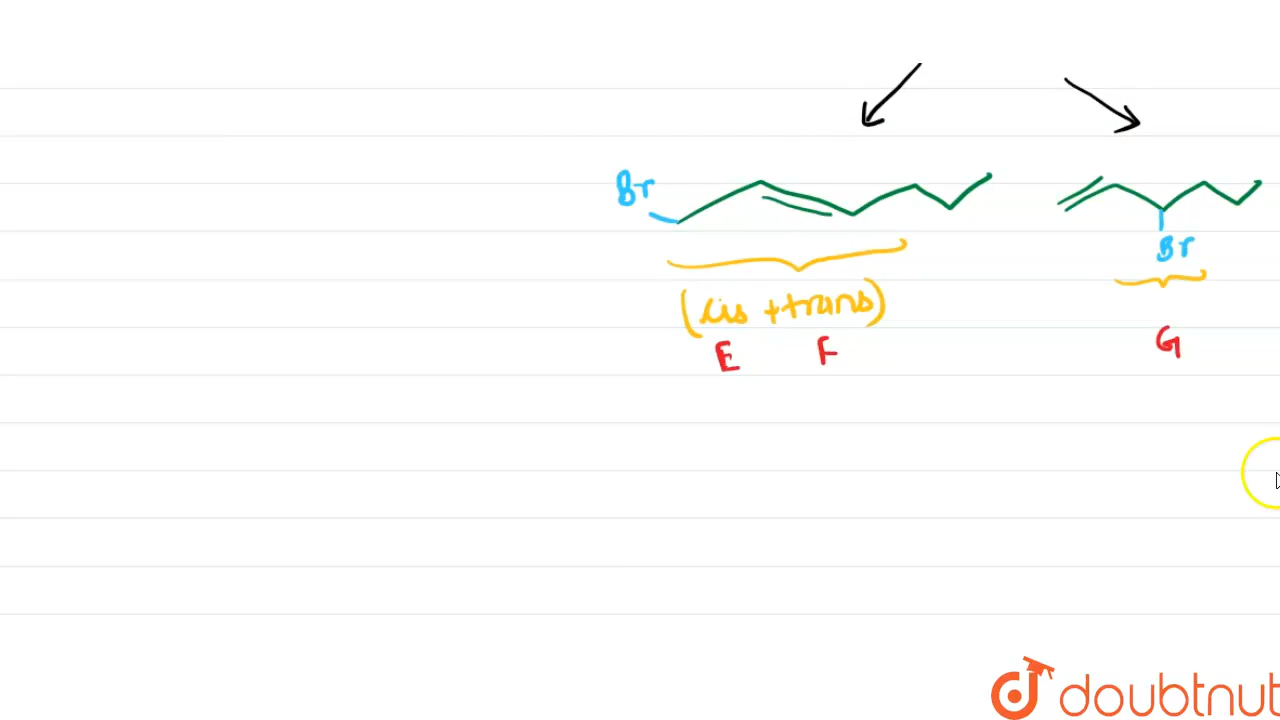 Br
Br
(cis + trans)
E F G
doubtnut